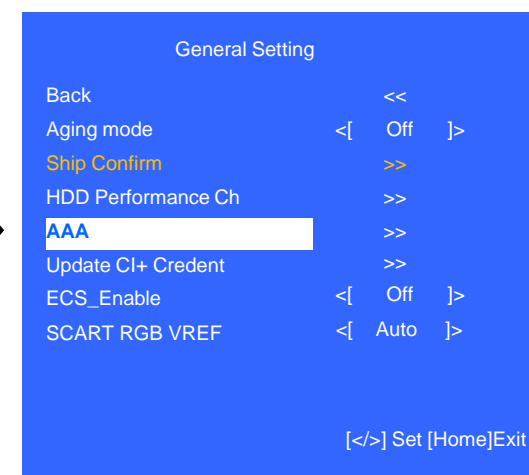 General Setting
Back <<
Aging mode <[ Off ]>
Ship Confirm >>
HDD Performance Ch >>
AAA >>
Update CI+ Credent >>
ECS_Enable <[ Off ]>
SCART RGB VREF <[ Auto ]>
[</>] Set [Home]Exit